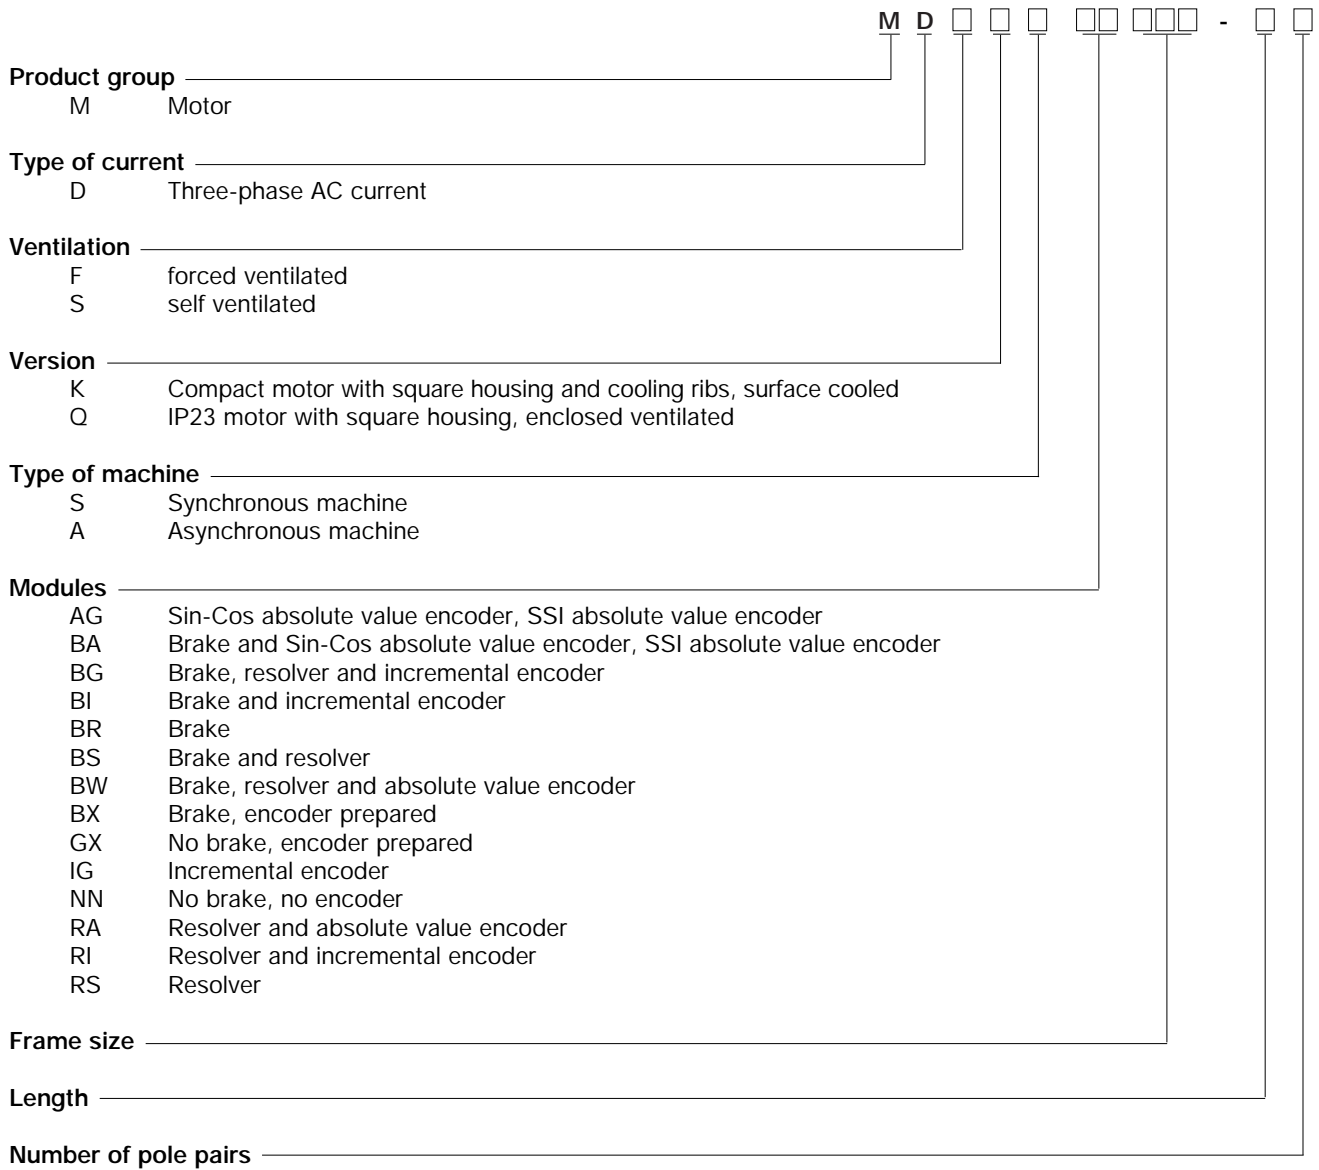 M D □ □ □ □□ □□□ - □ □
Product group
M Motor
Type of current
D Three-phase AC current
Ventilation
F forced ventilated
S self ventilated
Version
K Compact motor with square housing and cooling ribs, surface cooled
Q IP23 motor with square housing, enclosed ventilated
Type of machine
S Synchronous machine
A Asynchronous machine
Modules
AG Sin-Cos absolute value encoder, SSI absolute value encoder
BA Brake and Sin-Cos absolute value encoder, SSI absolute value encoder
BG Brake, resolver and incremental encoder
BI Brake and incremental encoder
BR Brake
BS Brake and resolver
BW Brake, resolver and absolute value encoder
BX Brake, encoder prepared
GX No brake, encoder prepared
IG Incremental encoder
NN No brake, no encoder
RA Resolver and absolute value encoder
RI Resolver and incremental encoder
RS Resolver
Frame size
Length
Number of pole pairs